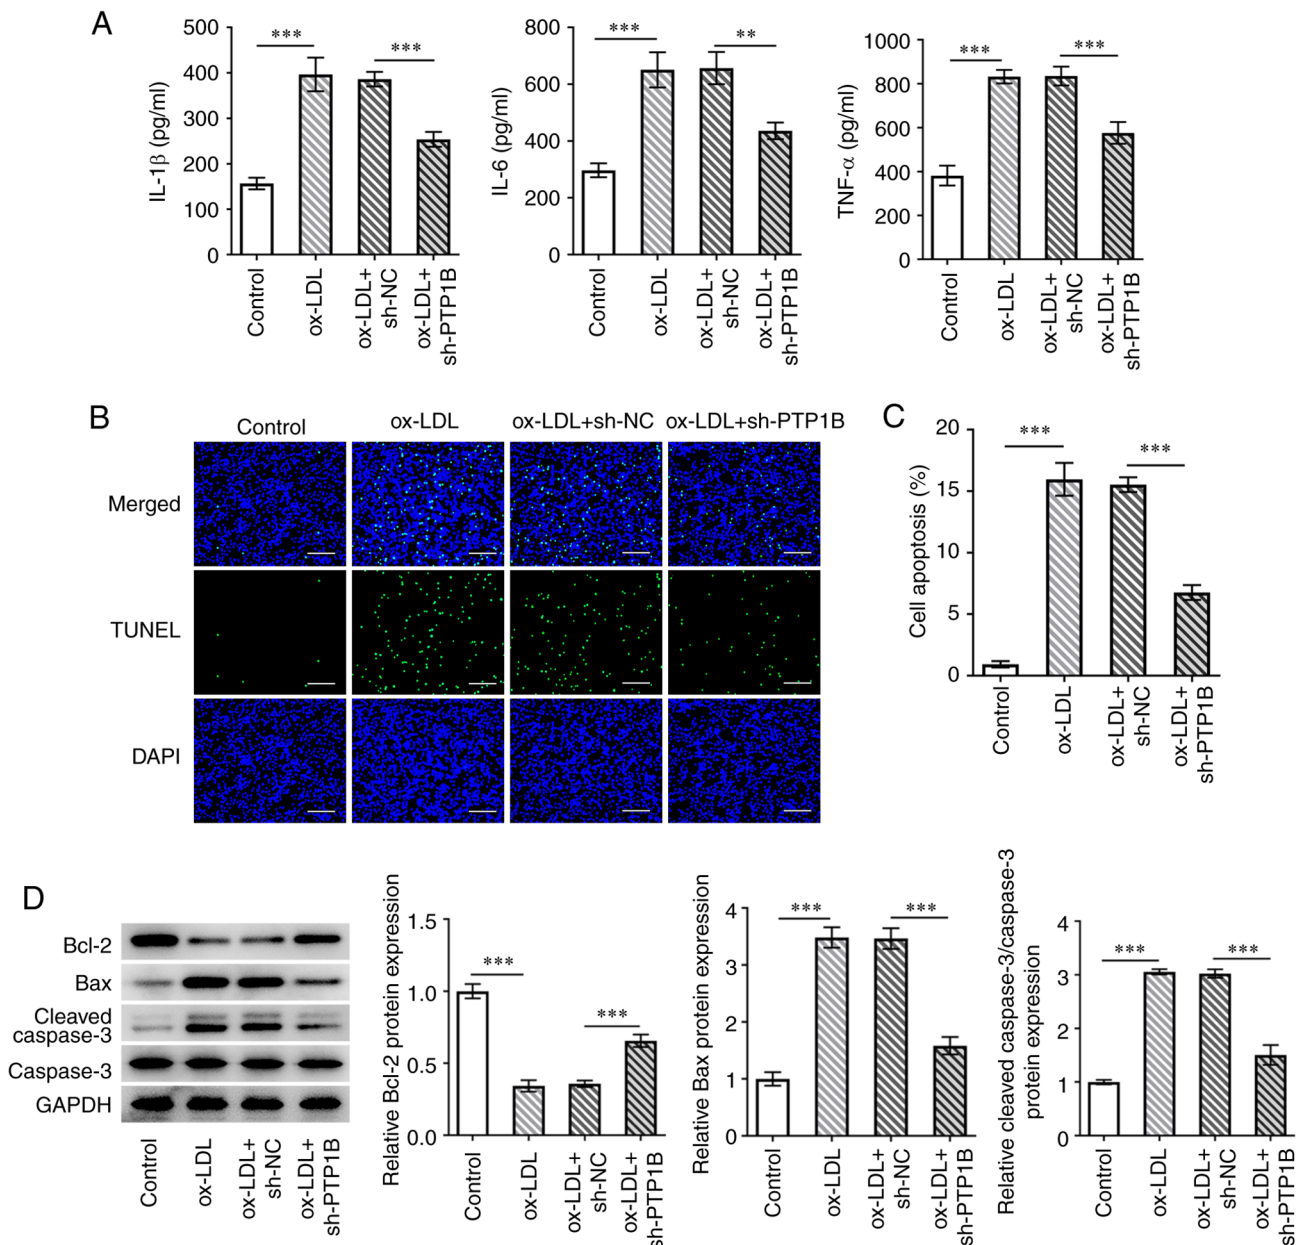 A
IL-1β (pg/ml)
500
400
300
200
100
0
***
***
Control
ox-LDL
ox-LDL+
sh-NC
ox-LDL+
sh-PTP1B
IL-6 (pg/ml)
800
600
400
200
0
***
**
Control
ox-LDL
ox-LDL+
sh-NC
ox-LDL+
sh-PTP1B
TNF-α (pg/ml)
1000
800
600
400
200
0
***
***
Control
ox-LDL
ox-LDL+
sh-NC
ox-LDL+
sh-PTP1B
B
Control
ox-LDL
ox-LDL+sh-NC
ox-LDL+sh-PTP1B
Merged
TUNEL
DAPI
C
Cell apoptosis (%)
20
15
10
5
0
***
***
Control
ox-LDL
ox-LDL+
sh-NC
ox-LDL+
sh-PTP1B
D
Bcl-2
Bax
Cleaved
caspase-3
Caspase-3
GAPDH
Control
ox-LDL
ox-LDL+
sh-NC
ox-LDL+
sh-PTP1B
Relative Bcl-2 protein expression
1.5
1.0
0.5
0.0
***
***
Control
ox-LDL
ox-LDL+
sh-NC
ox-LDL+
sh-PTP1B
Relative Bax protein expression
4
3
2
1
0
***
***
Control
ox-LDL
ox-LDL+
sh-NC
ox-LDL+
sh-PTP1B
Relative cleaved caspase-3/caspase-3
protein expression
4
3
2
1
0
***
***
Control
ox-LDL
ox-LDL+
sh-NC
ox-LDL+
sh-PTP1B